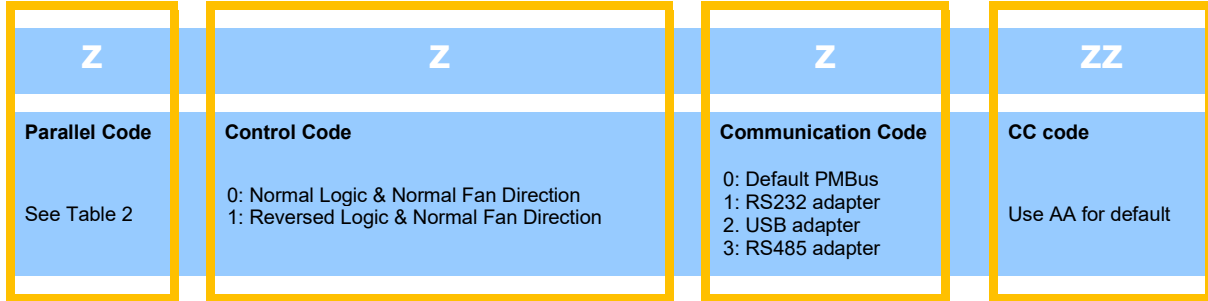 Z Z Z ZZ
Parallel Code Control Code Communication Code CC code
See Table 2
0: Normal Logic & Normal Fan Direction
1: Reversed Logic & Normal Fan Direction
0: Default PMBus
1: RS232 adapter
2. USB adapter
3: RS485 adapter
Use AA for default